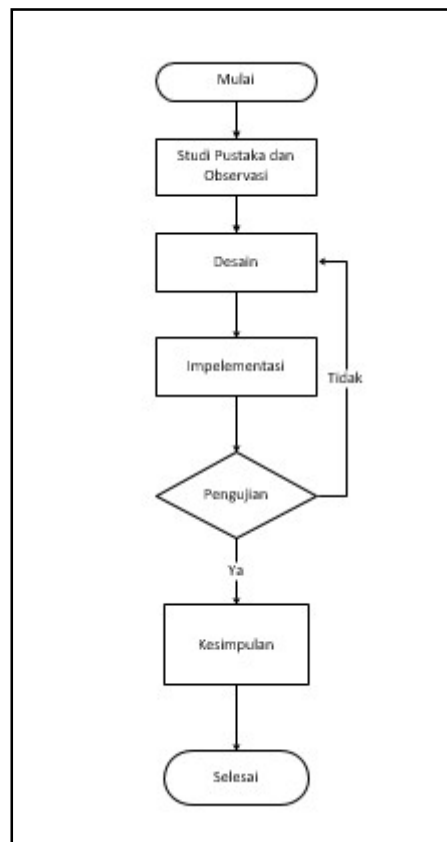 Mulai
Studi Pustaka dan
Observasi
Desain
Impelementasi
Tidak
Pengujian
Ya
Kesimpulan
Selesai